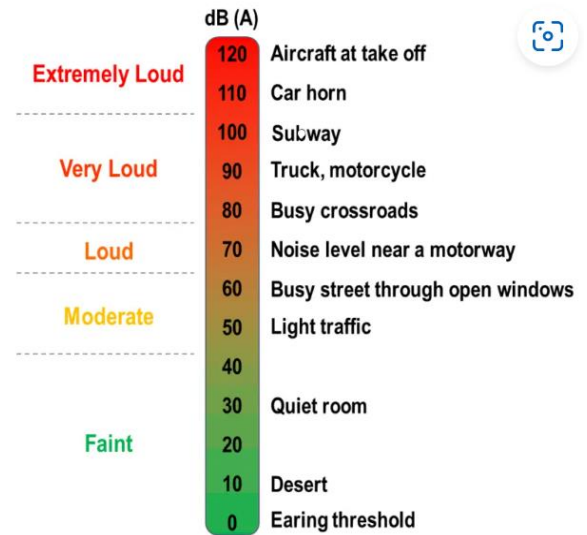 dB (A)
120 Aircraft at take off
Extremely Loud
110 Car horn
100 Subway
Very Loud
90 Truck, motorcycle
80 Busy crossroads
Loud
70 Noise level near a motorway
60 Busy street through open windows
Moderate
50 Light traffic
40
30 Quiet room
Faint
20
10 Desert
0 Earing threshold